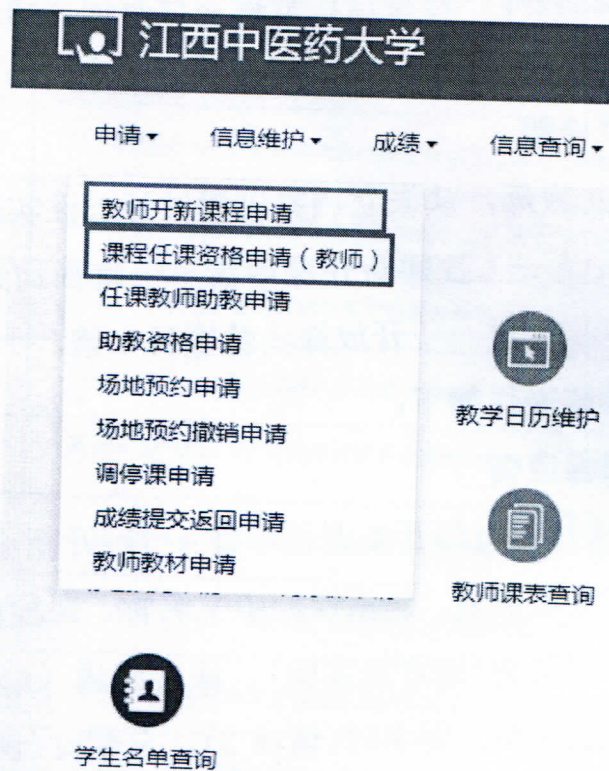 江西中医药大学
申请 信息维护 成绩 信息查询
教师开新课程申请
课程任课资格申请（教师）
任课教师助教申请
助教资格申请
场地预约申请
场地预约撤销申请
调停课申请
成绩提交返回申请
教师教材申请
教学日历维护
教师课表查询
学生名单查询